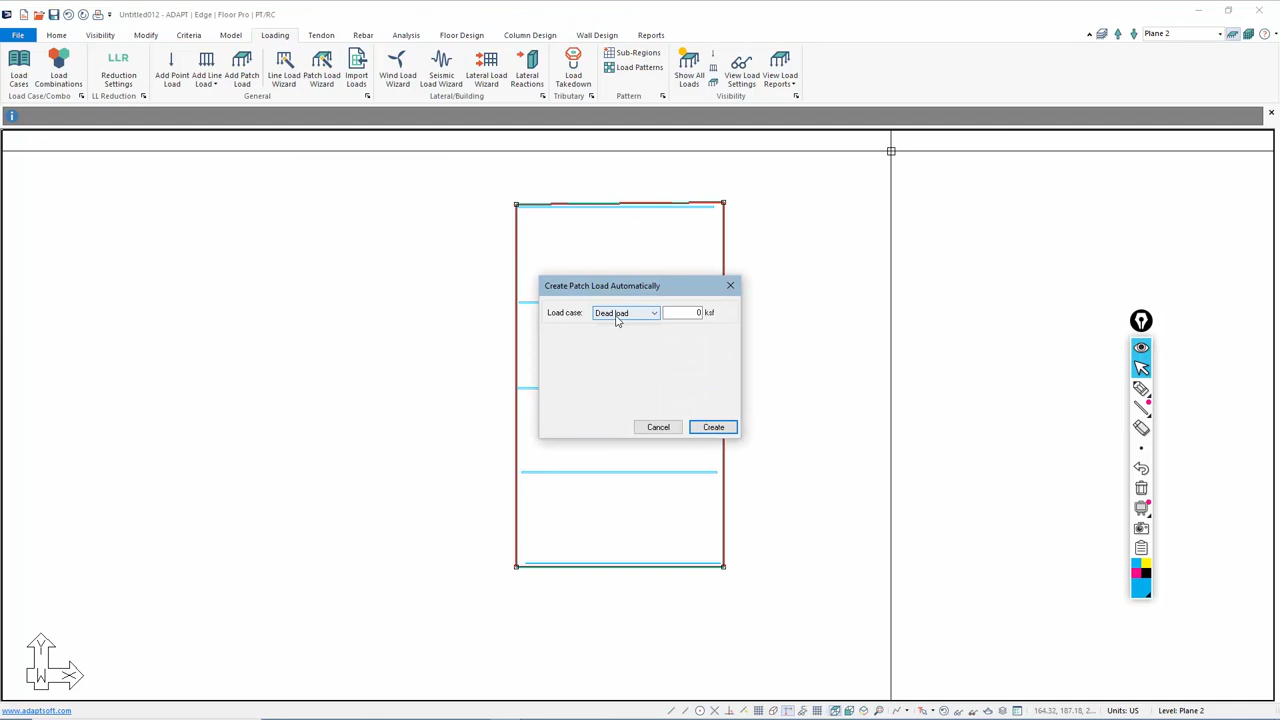 Untitled012 - ADAPT | Edge | Floor Pro | PT/RC
File Home Visibility Modify Criteria Model Loading Tendon Rebar Analysis Floor Design Column Design Wall Design Reports Plane 2
Load Cases
Load Combinations
LLR
Reduction Settings
Add Point Load
Add Line Load
Add Patch Load
Line Load Wizard
Patch Load Wizard
Import Loads
Wind Load Wizard
Seismic Load Wizard
Lateral Load Wizard
Lateral Reactions
Load Takedown
Sub-Regions
Load Patterns
Show All Loads
View Load Settings
View Load Reports
Load Case/Combo LL Reduction General Lateral/Building Tributary Pattern Visibility
Create Patch Load Automatically
Load case: Dead load 0 ksf
Cancel Create
Y
W X
www.adaptsoft.com 164.32, 187.18, 2... Units: US Level: Plane 2